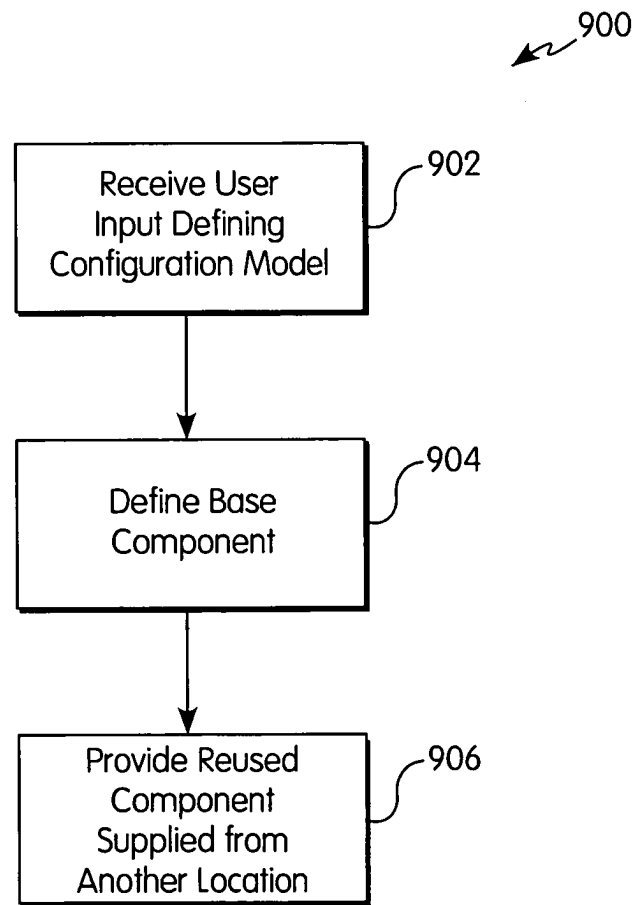 900
Receive User
Input Defining
Configuration Model
902
Define Base
Component
904
Provide Reused
Component
Supplied from
Another Location
906